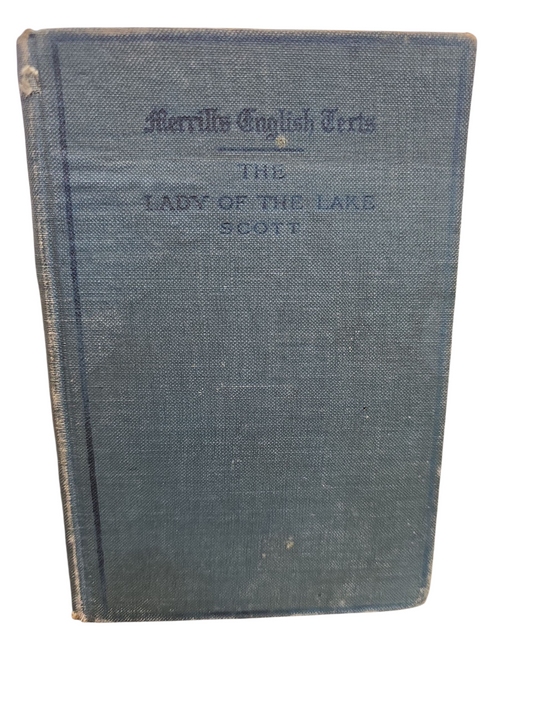 Merrill's English Texts
THE
LADY OF THE LAKE
SCOTT